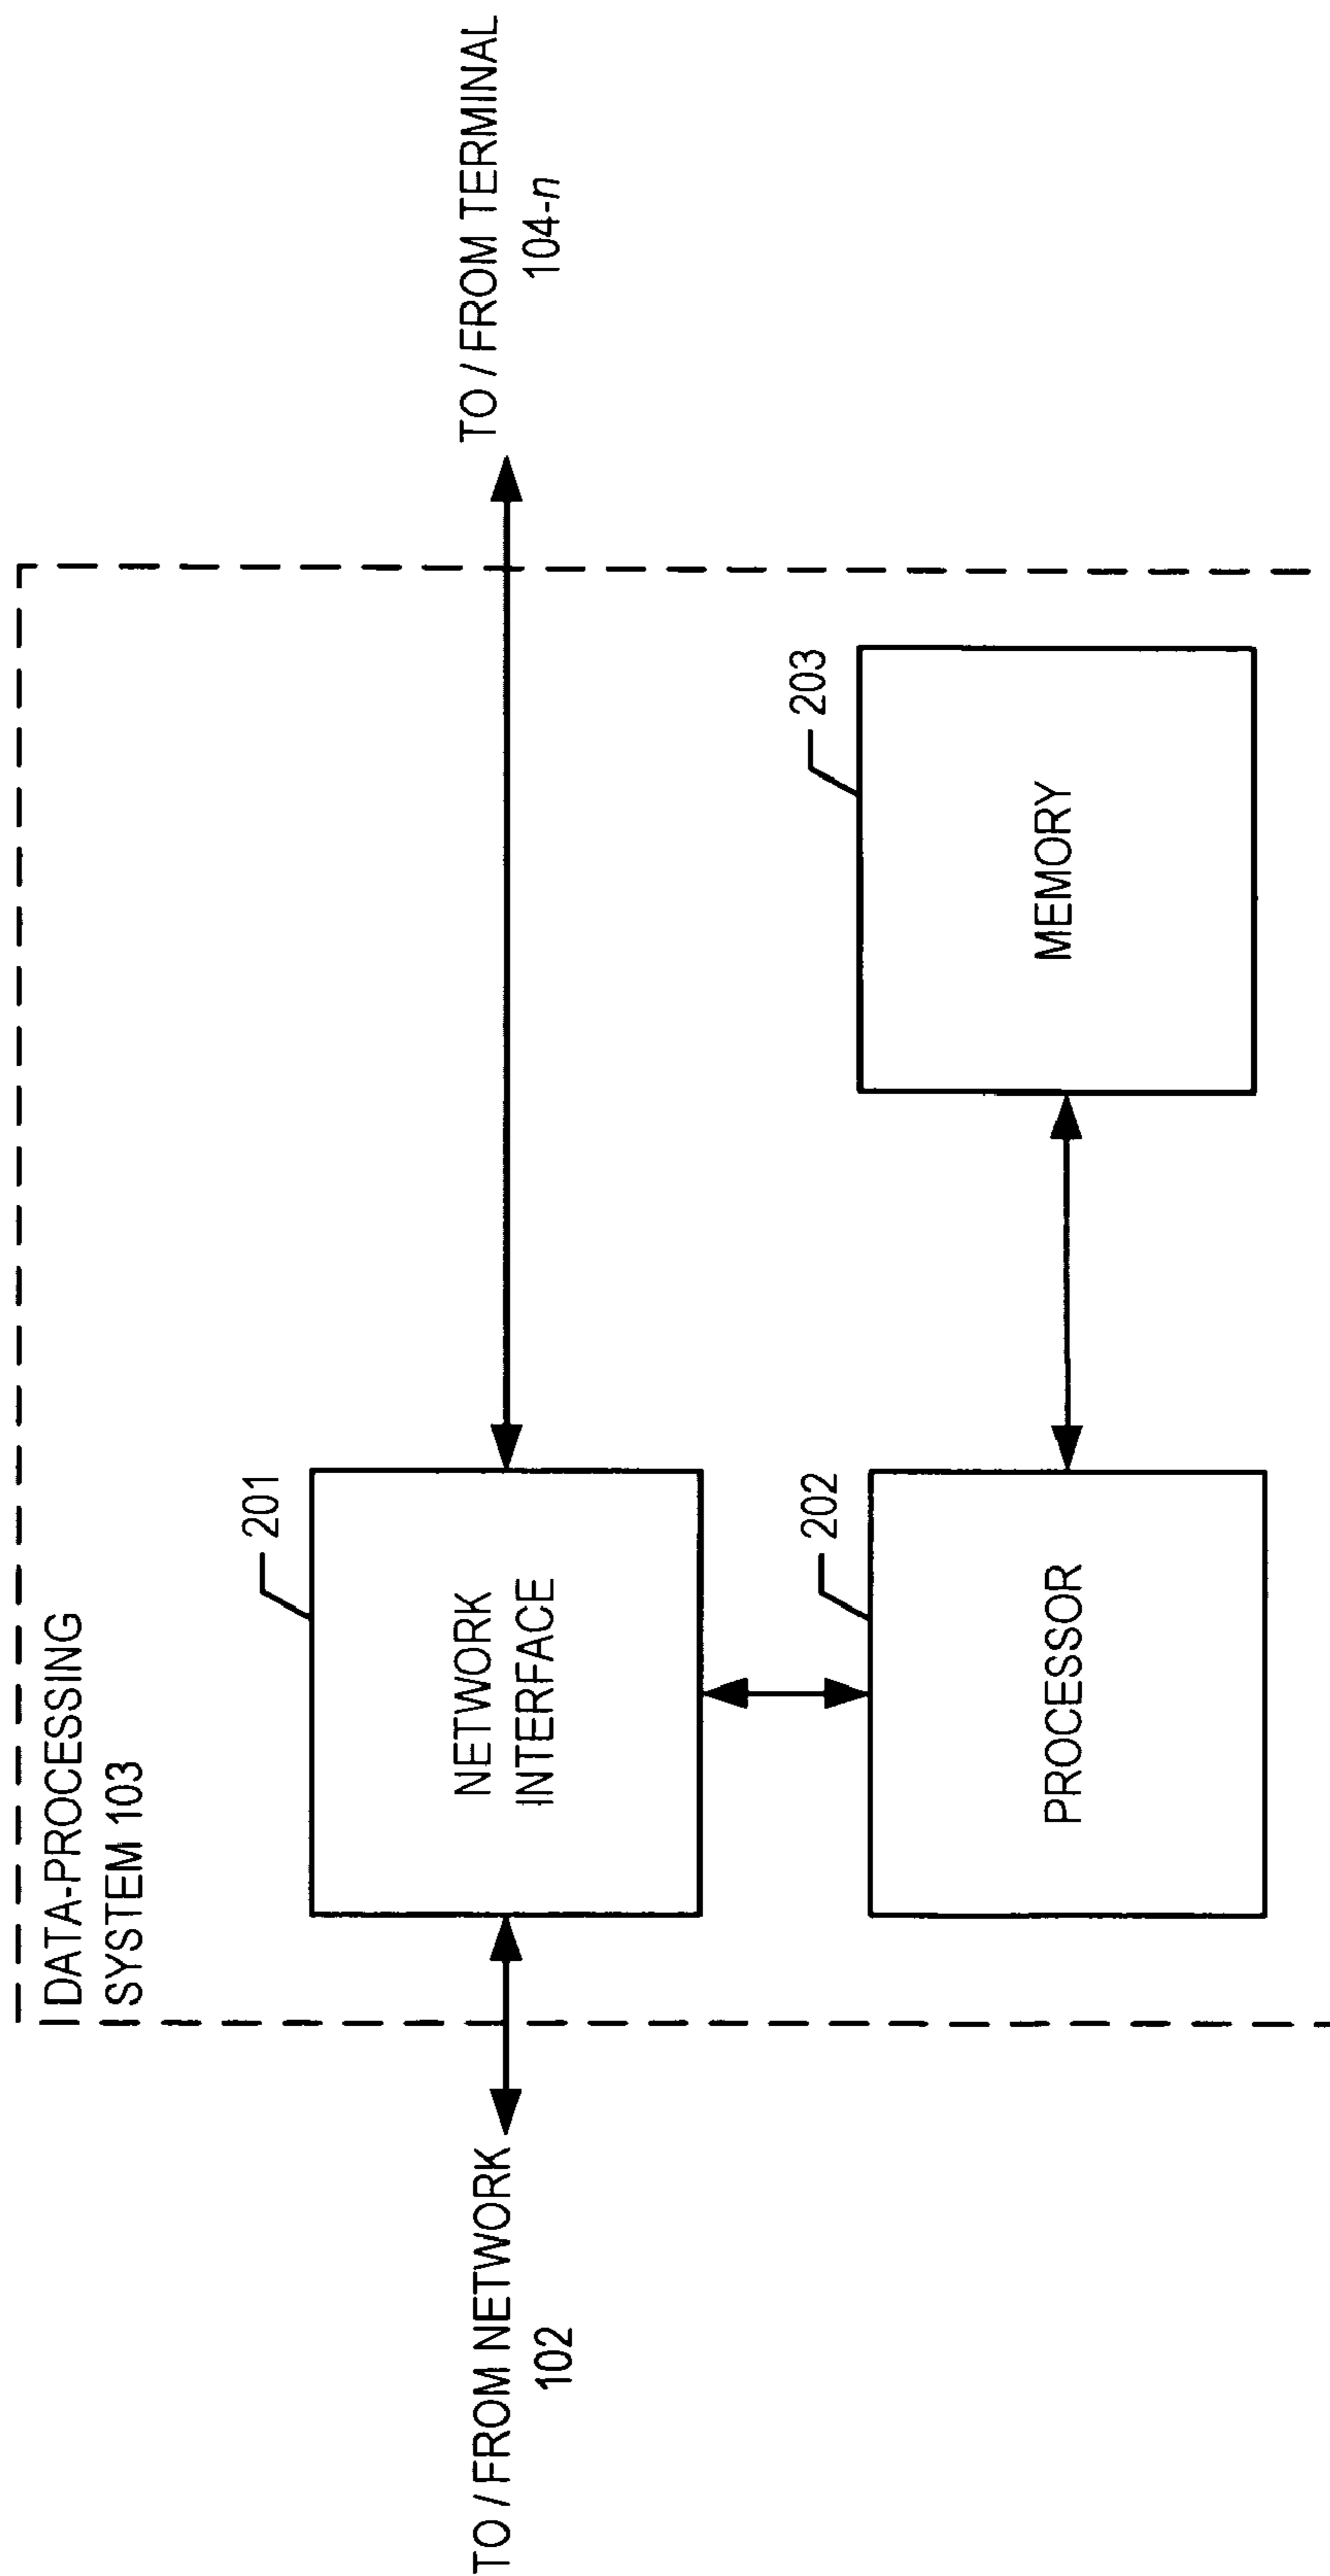 DATA-PROCESSING
SYSTEM 103
TO / FROM NETWORK
102
201
NETWORK
INTERFACE
TO / FROM TERMINAL
104-n
202
PROCESSOR
203
MEMORY